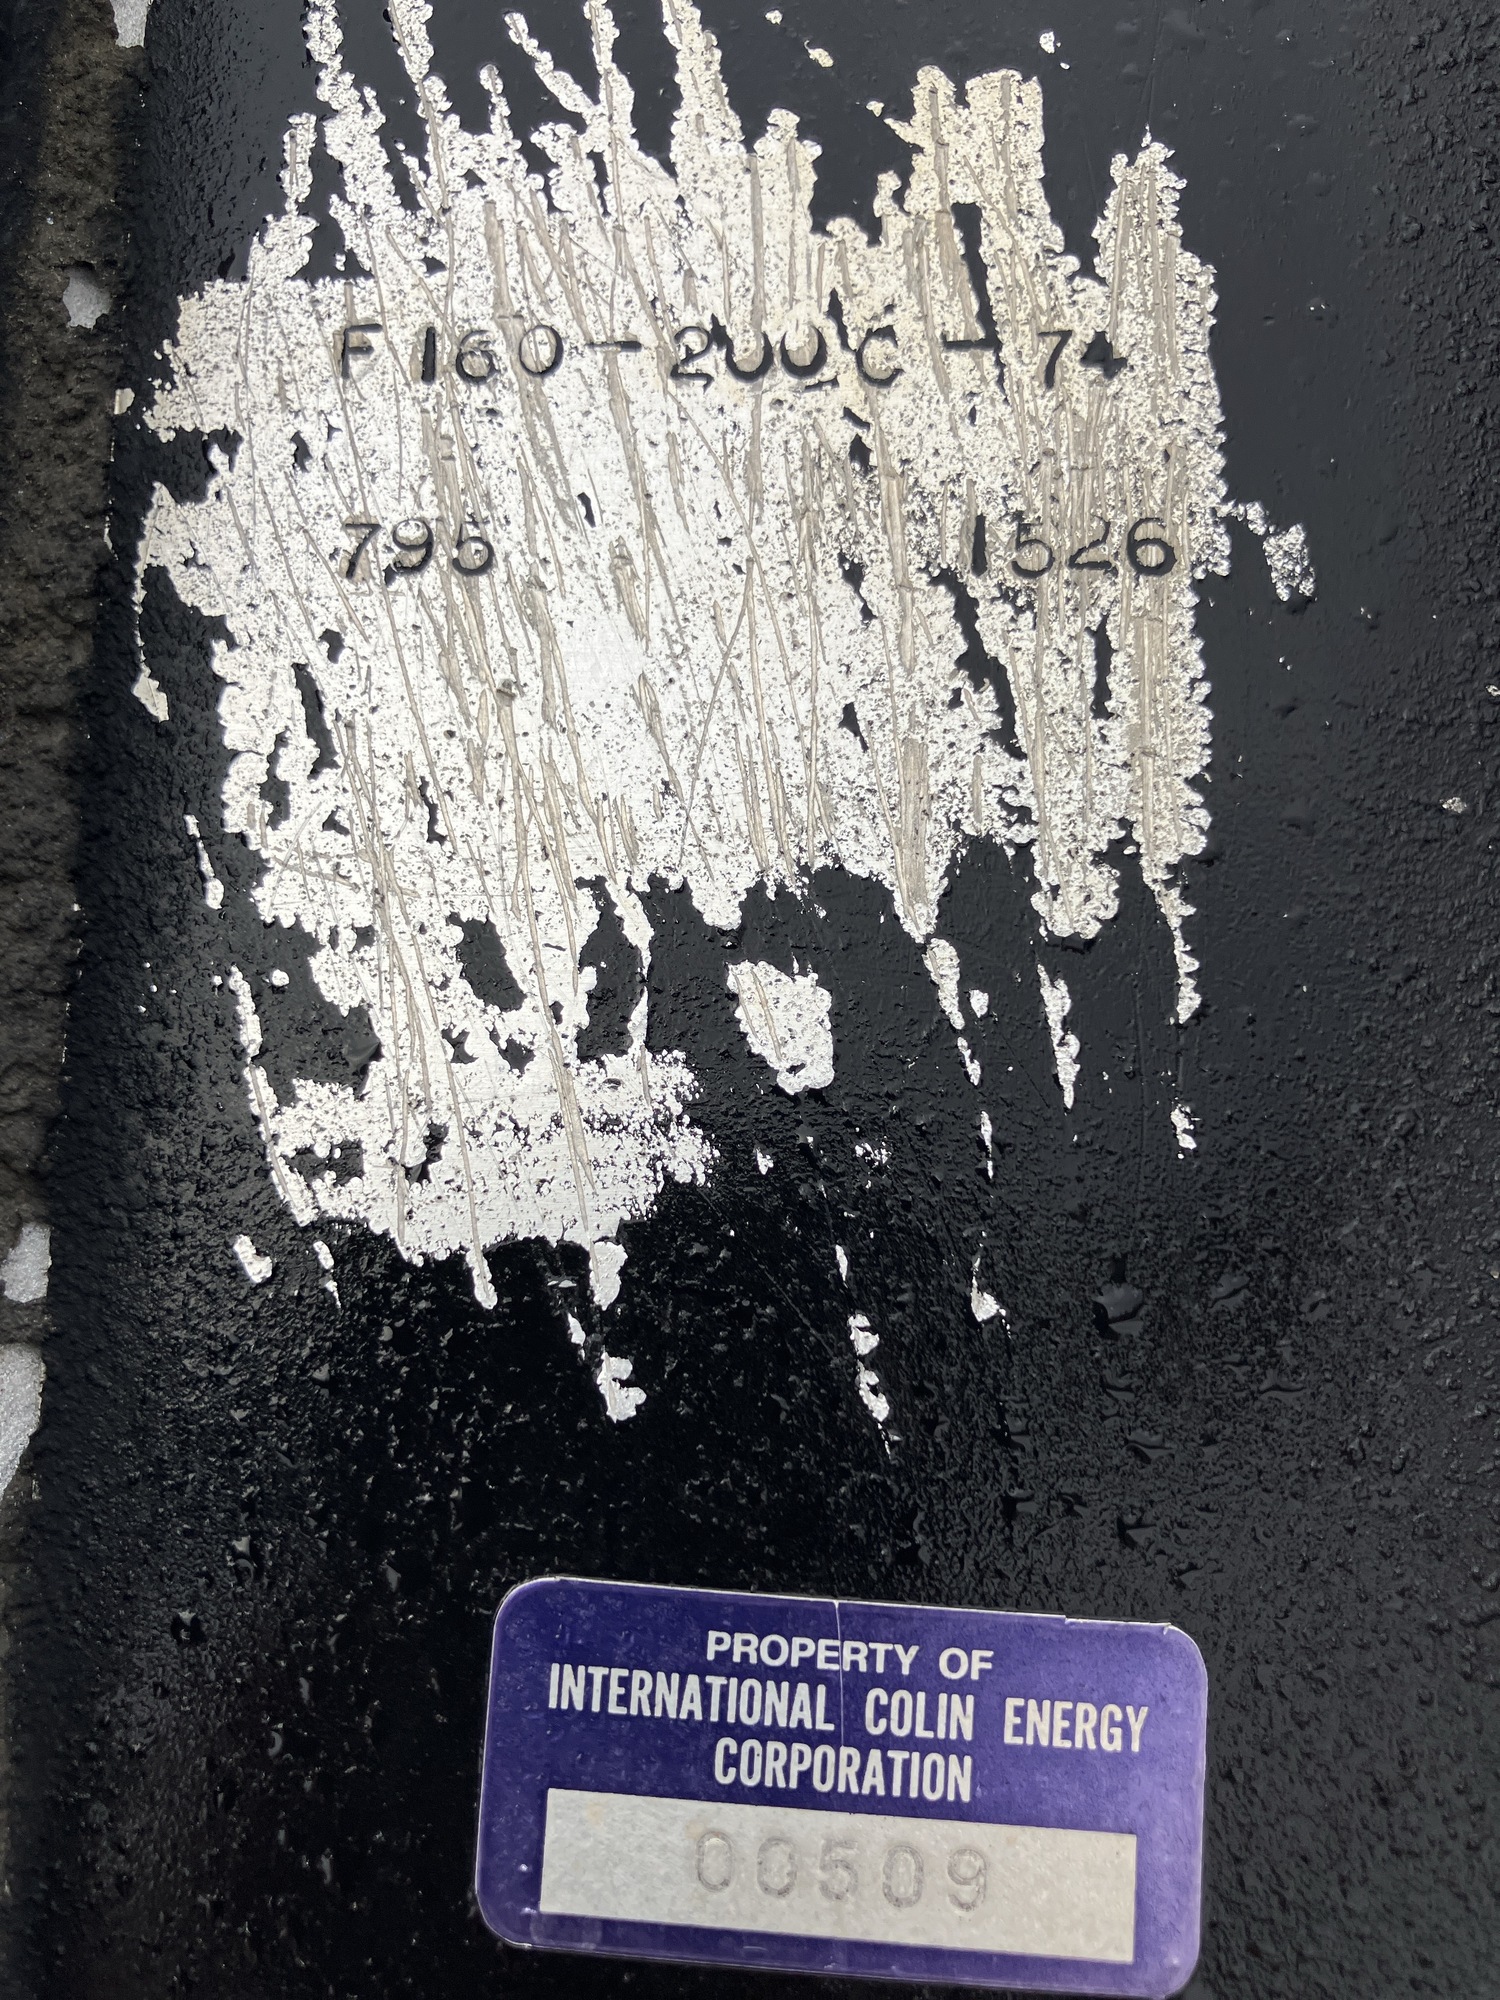 F160-200C-74
795 1526
PROPERTY OF
INTERNATIONAL COLIN ENERGY
CORPORATION
00509